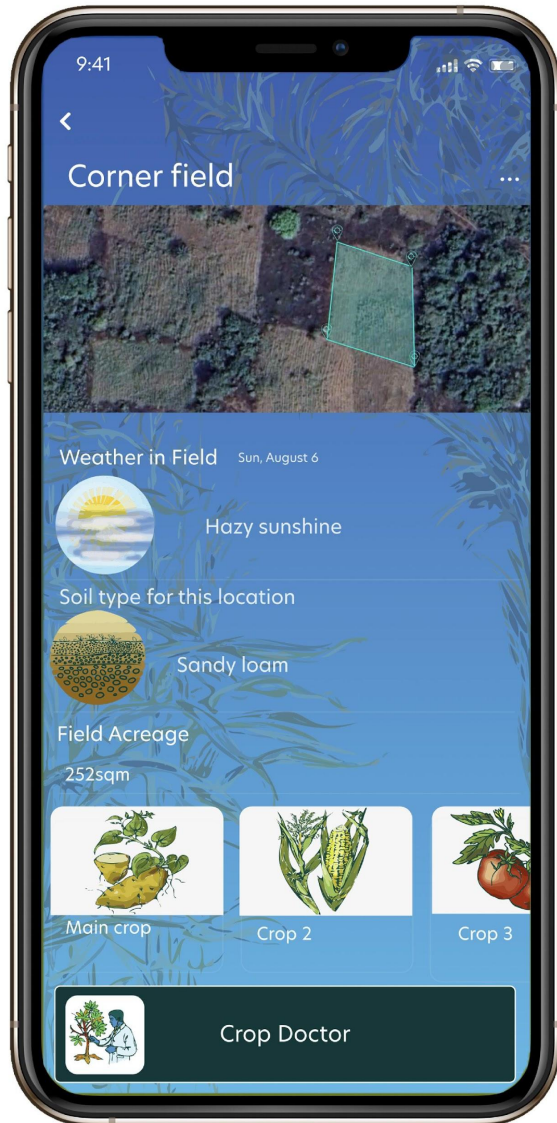 9:41
Corner field
...
Weather in Field Sun, August 6
Hazy sunshine
Soil type for this location
Sandy loam
Field Acreage
252sqm
Main crop Crop 2 Crop 3
Crop Doctor